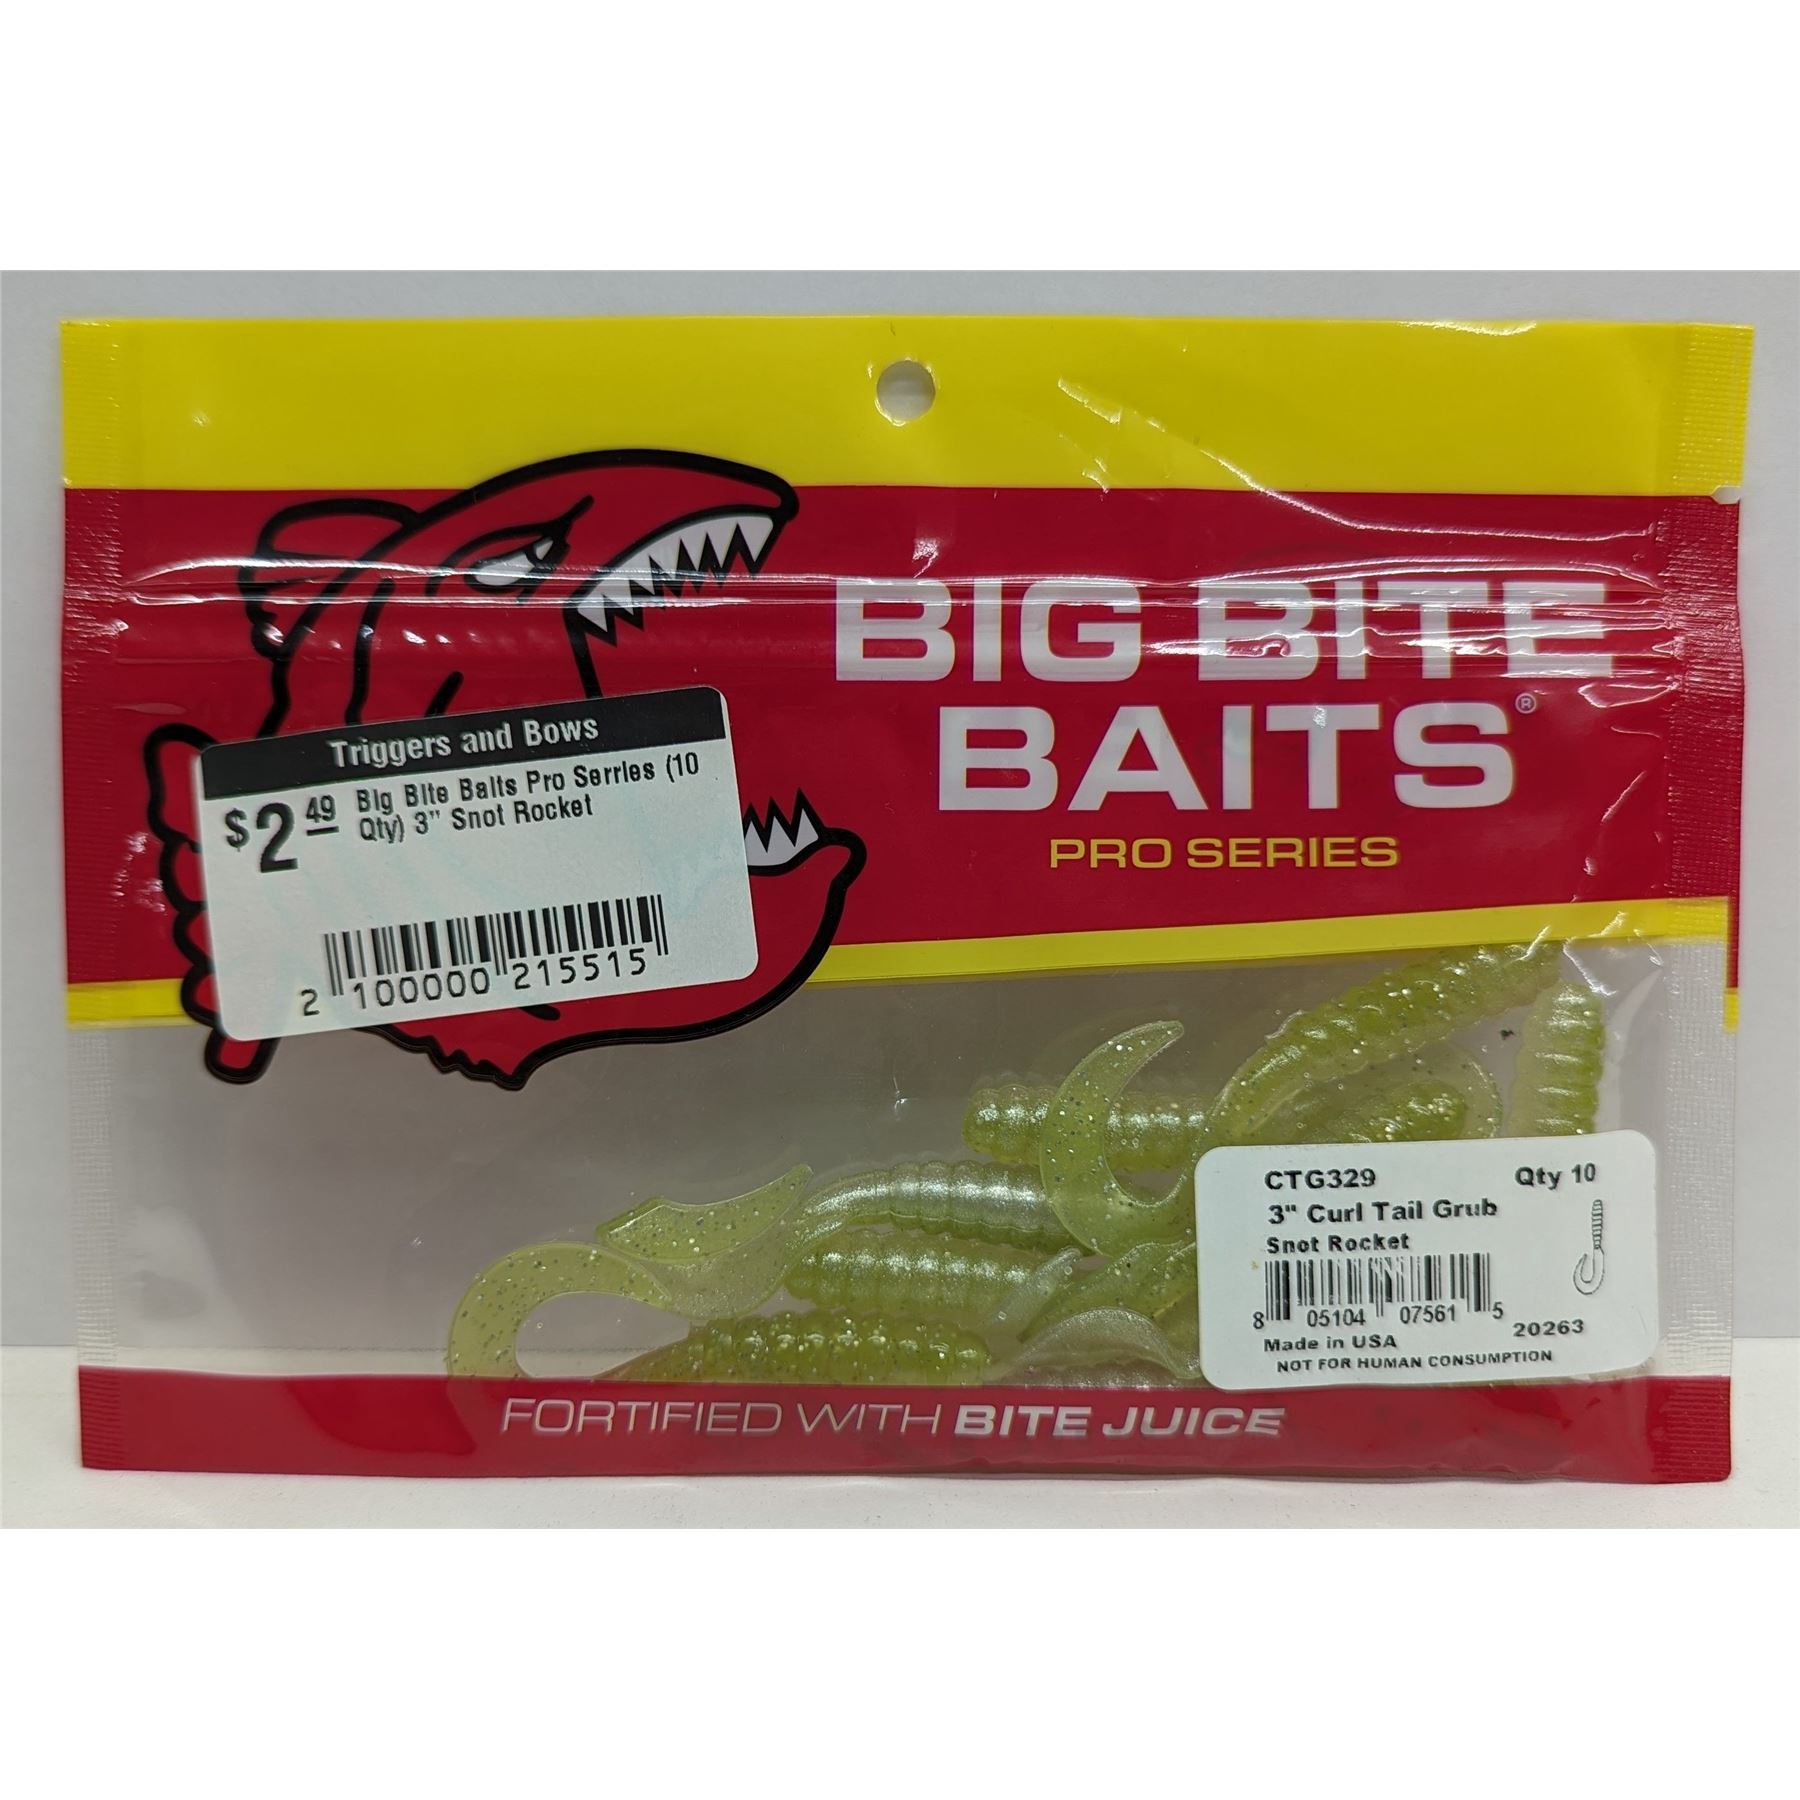 BIG BITE
BAITS®
PRO SERIES
Triggers and Bows
$2.49 Big Bite Baits Pro Serries (10
Qty) 3" Snot Rocket
2 100000 215515
CTG329 Qty 10
3" Curl Tail Grub
Snot Rocket
8 05104 07561 5
20263
Made in USA
NOT FOR HUMAN CONSUMPTION
FORTIFIED WITH BITE JUICE